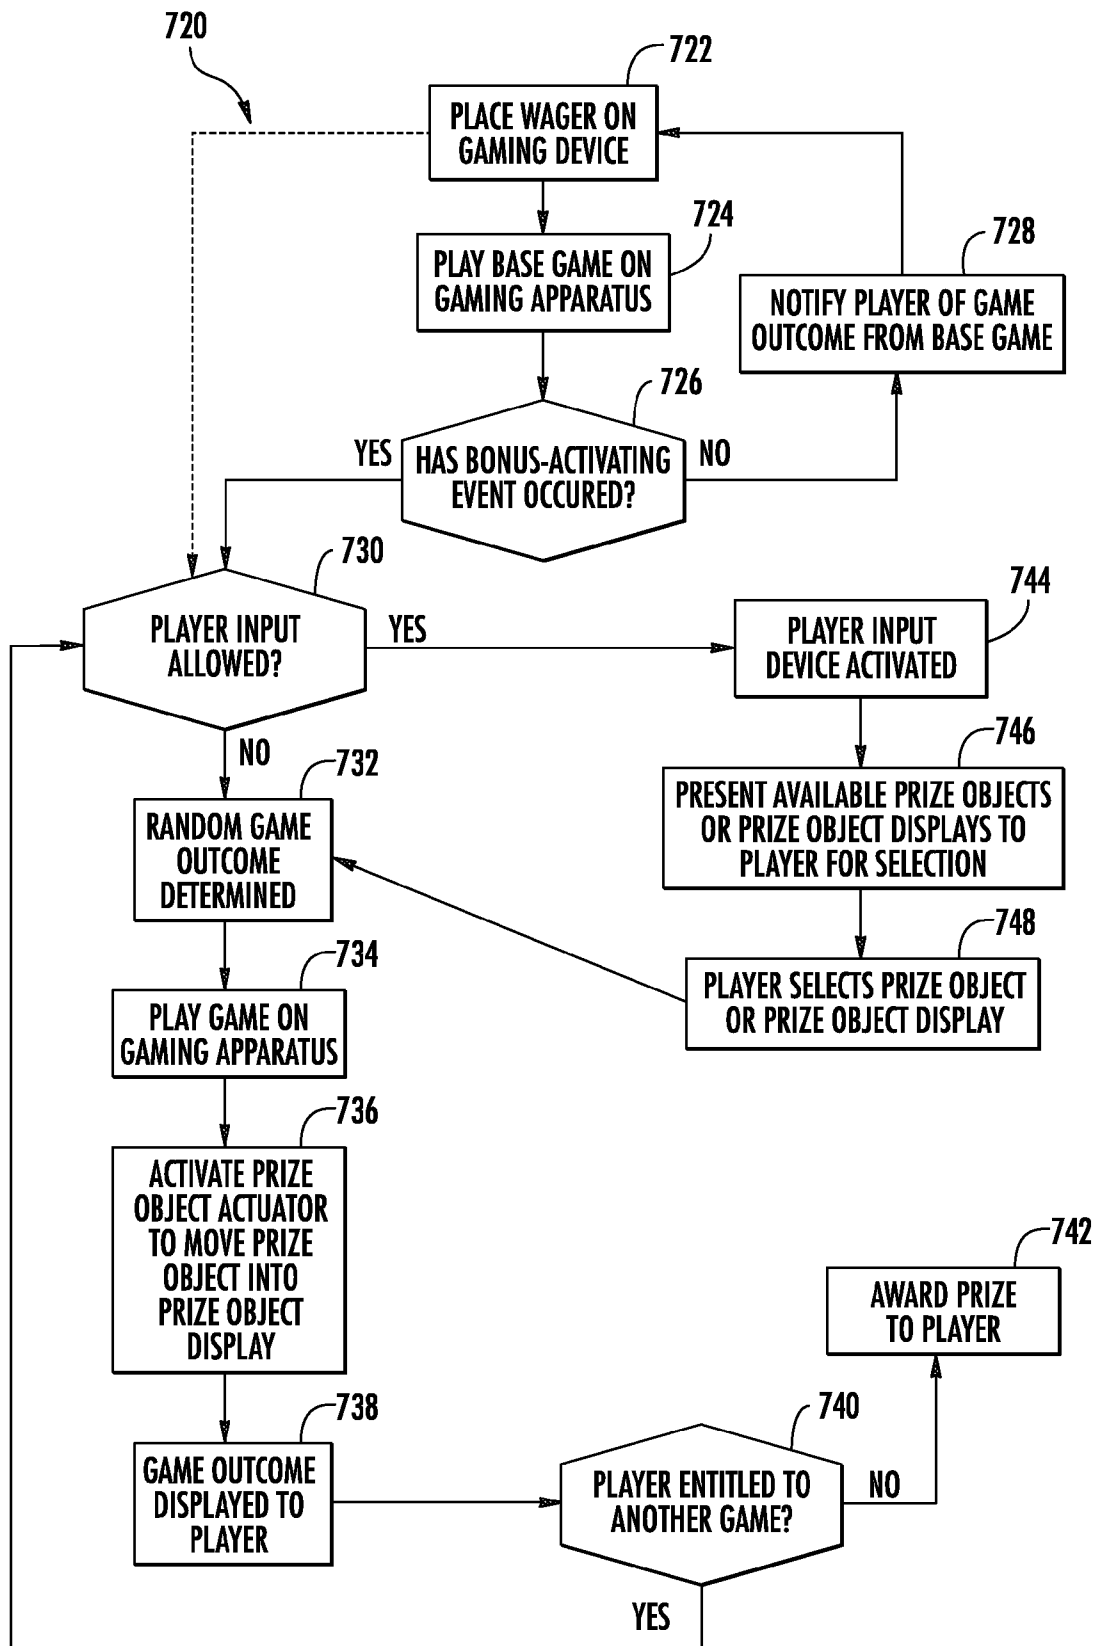 720
722
PLACE WAGER ON
GAMING DEVICE
724
PLAY BASE GAME ON
GAMING APPARATUS
728
NOTIFY PLAYER OF GAME
OUTCOME FROM BASE GAME
726
YES
HAS BONUS-ACTIVATING
EVENT OCCURED?
NO
730
PLAYER INPUT
ALLOWED?
YES
744
PLAYER INPUT
DEVICE ACTIVATED
NO
732
RANDOM GAME
OUTCOME
DETERMINED
746
PRESENT AVAILABLE PRIZE OBJECTS
OR PRIZE OBJECT DISPLAYS TO
PLAYER FOR SELECTION
748
PLAYER SELECTS PRIZE OBJECT
OR PRIZE OBJECT DISPLAY
734
PLAY GAME ON
GAMING APPARATUS
736
ACTIVATE PRIZE
OBJECT ACTUATOR
TO MOVE PRIZE
OBJECT INTO
PRIZE OBJECT
DISPLAY
742
AWARD PRIZE
TO PLAYER
738
GAME OUTCOME
DISPLAYED TO
PLAYER
740
PLAYER ENTITLED TO
ANOTHER GAME?
NO
YES